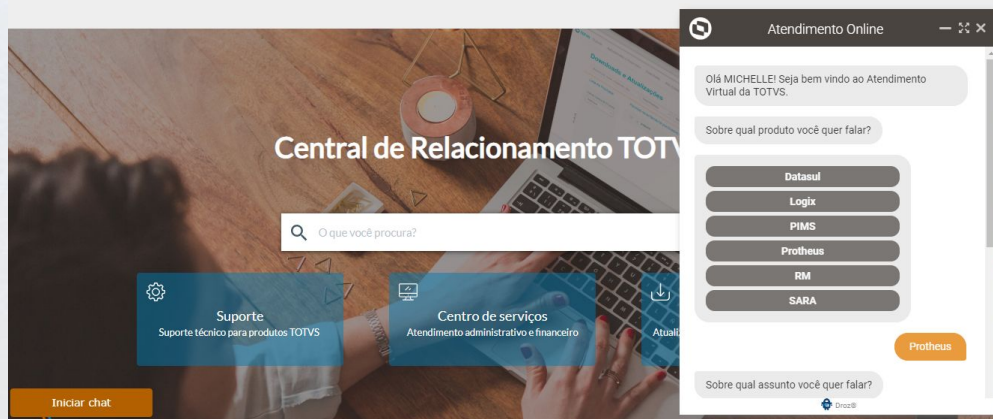 Central de Relacionamento TOTV
O que você procura?
Suporte
Suporte técnico para produtos TOTVS
Centro de serviços
Atendimento administrativo e financeiro
Atuali
Iniciar chat
Atendimento Online
Olá MICHELLE! Seja bem vindo ao Atendimento
Virtual da TOTVS.
Sobre qual produto você quer falar?
Datasul
Logix
PIMS
Protheus
RM
SARA
Protheus
Sobre qual assunto você quer falar?
Droz®